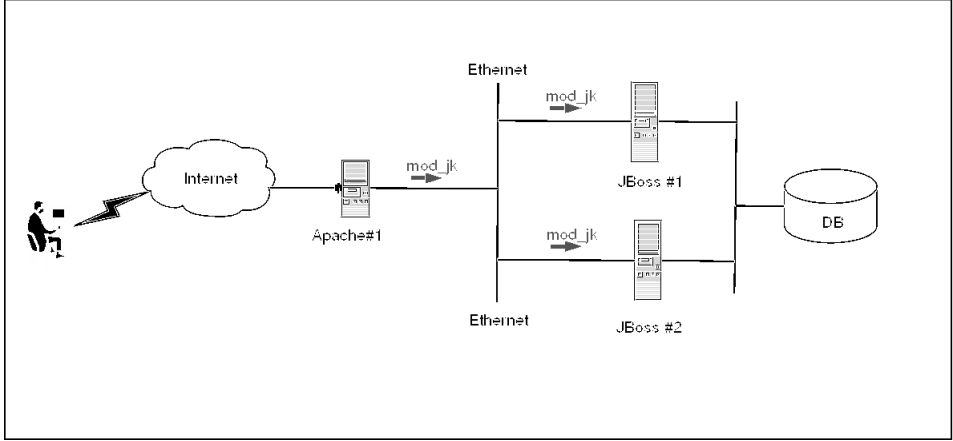 Ethernet
mod_jk
JBoss #1
Internet
mod_jk
Apache#1
DB
mod_jk
JBoss #2
Ethernet